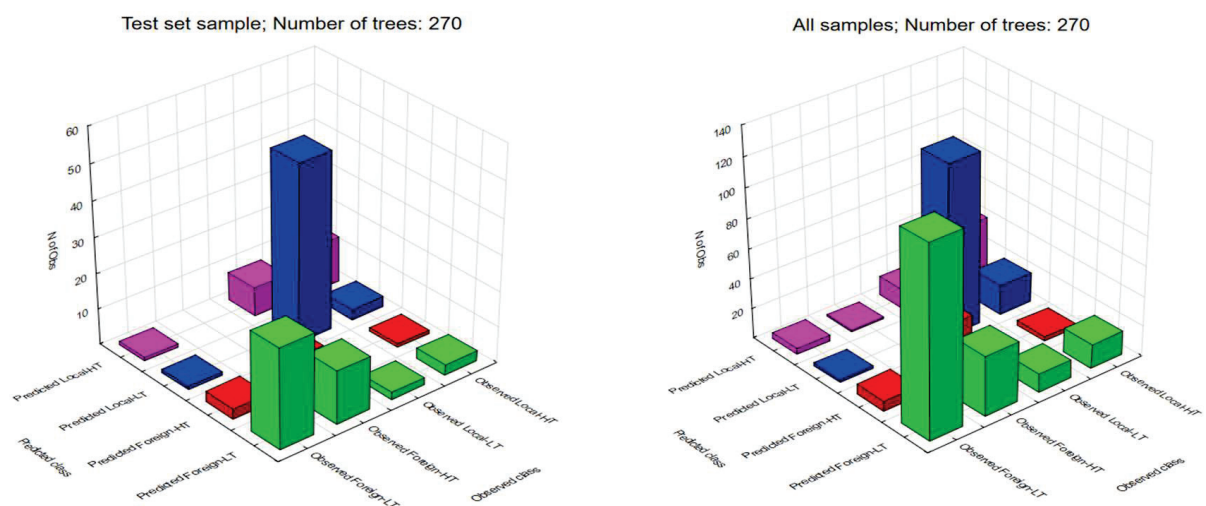 Test set sample; Number of trees: 270
60
50
40
30
20
10
N of Obs
Predicted Local-HT
Predicted Local-LT
Predicted Foreign-HT
Predicted Foreign-LT
Predicted class
Observed Local-HT
Observed Local-LT
Observed Foreign-HT
Observed Foreign-LT
Observed class
All samples; Number of trees: 270
140
120
100
80
60
40
20
N of Obs
Predicted Local-HT
Predicted Local-LT
Predicted Foreign-HT
Predicted Foreign-LT
Predicted class
Observed Local-HT
Observed Local-LT
Observed Foreign-HT
Observed Foreign-LT
Observed class